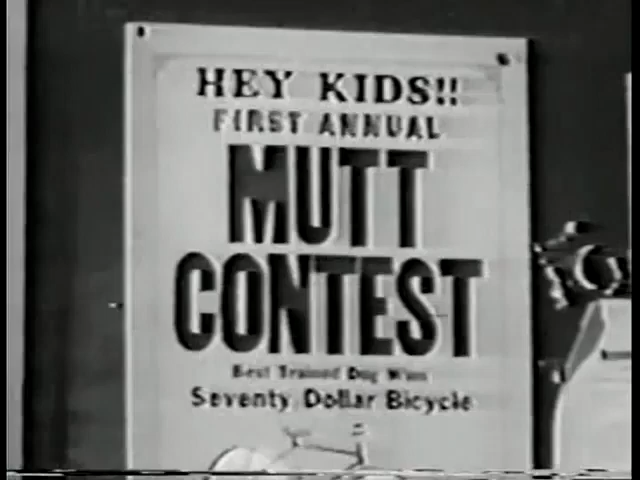 HEY KIDS!!
FIRST ANNUAL
MUTT
CONTEST
Best Trained Dog Wins
Seventy Dollar Bicycle